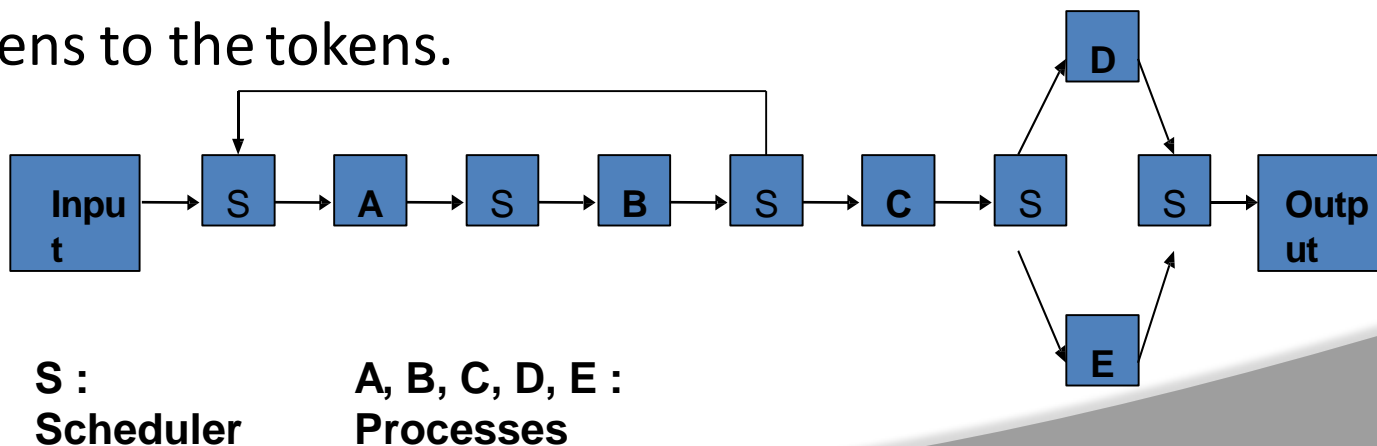 ens to the tokens.
D
Inpu
t
S
A
S
B
S
C
S
S
Outp
ut
E
S :
Scheduler
A, B, C, D, E :
Processes